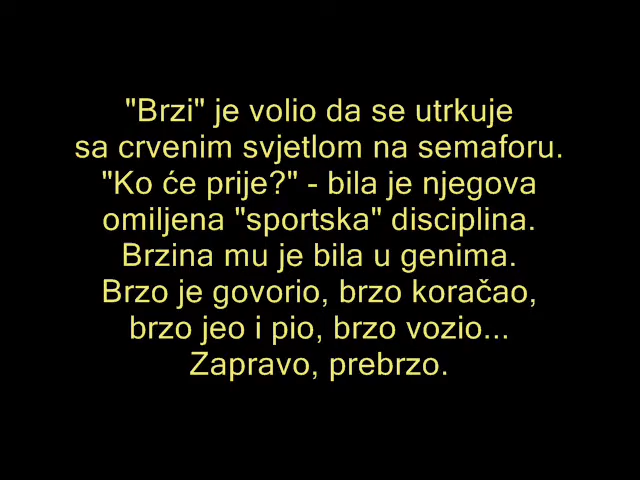 "Brzi" je volio da se utrkuje
sa crvenim svjetlom na semaforu.
"Ko će prije?" - bila je njegova
omiljena "sportska" disciplina.
Brzina mu je bila u genima.
Brzo je govorio, brzo koračao,
brzo jeo i pio, brzo vozio...
Zapravo, prebrzo.